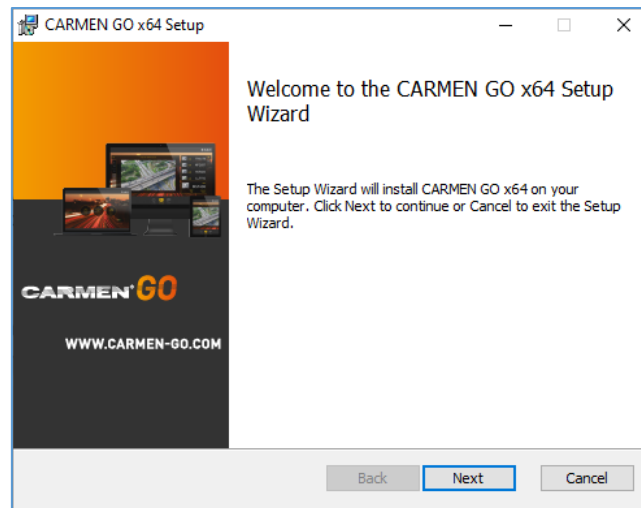 CARMEN GO x64 Setup
Welcome to the CARMEN GO x64 Setup
Wizard
The Setup Wizard will install CARMEN GO x64 on your
computer. Click Next to continue or Cancel to exit the Setup
Wizard.
CARMEN® GO
WWW.CARMEN-GO.COM
Back Next Cancel